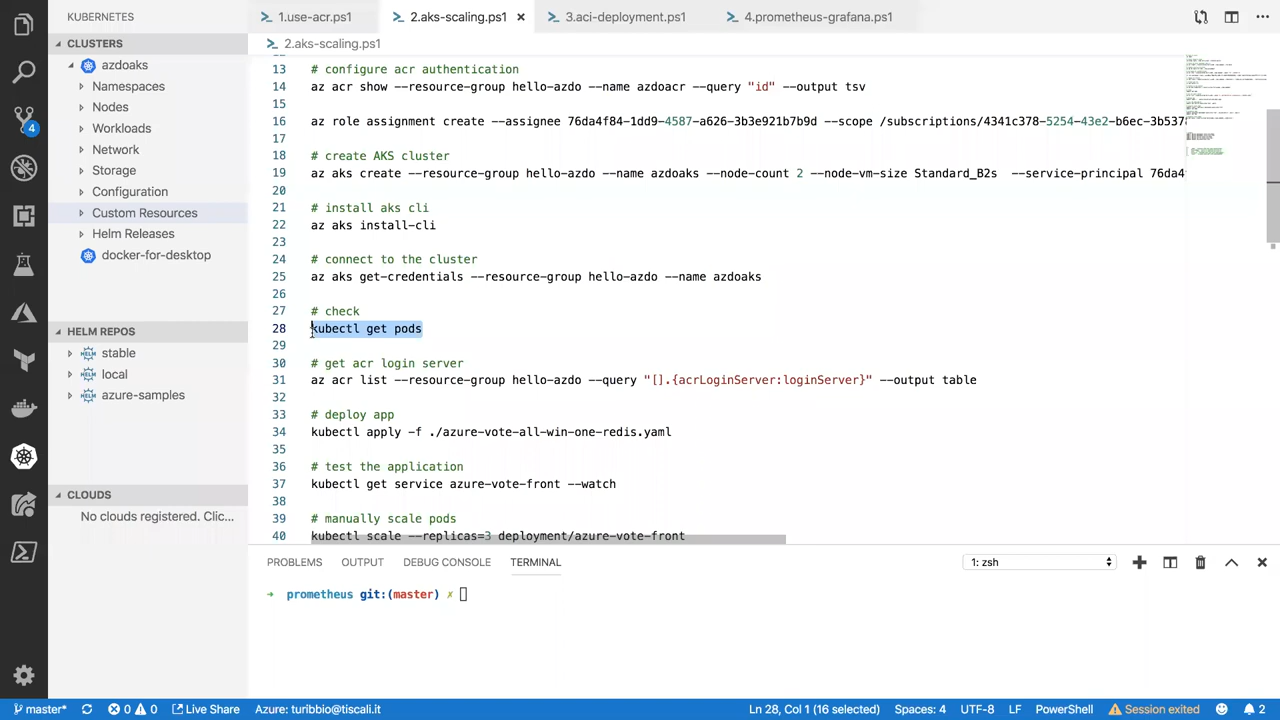 KUBERNETES
1.use-acr.ps1
2.aks-scaling.ps1
3.aci-deployment.ps1
4.prometheus-grafana.ps1
CLUSTERS
azdoaks
Namespaces
Nodes
Workloads
Network
Storage
Configuration
Custom Resources
Helm Releases
docker-for-desktop
HELM REPOS
stable
local
azure-samples
CLOUDS
No clouds registered. Clic...
4
2.aks-scaling.ps1
13 # configure acr authentication
14 az acr show --resource-group hello-azdo --name azdoacr --query "id" --output tsv
15
16 az role assignment create --assignee 76da4f84-1dd3-4587-a626-3b38921b7b9d --scope /subscriptions/4341c378-5254-43e2-b6ec-3b537
17
18 # create AKS cluster
19 az aks create --resource-group hello-azdo --name azdoaks --node-count 2 --node-vm-size Standard_B2s --service-principal 76da4
20
21 # install aks cli
22 az aks install-cli
23
24 # connect to the cluster
25 az aks get-credentials --resource-group hello-azdo --name azdoaks
26
27 # check
28 kubectl get pods
29
30 # get acr login server
31 az acr list --resource-group hello-azdo --query "[].{acrLoginServer:loginServer}" --output table
32
33 # deploy app
34 kubectl apply -f ./azure-vote-all-win-one-redis.yaml
35
36 # test the application
37 kubectl get service azure-vote-front --watch
38
39 # manually scale pods
40 kubectl scale --replicas=3 deployment/azure-vote-front
PROBLEMS OUTPUT DEBUG CONSOLE TERMINAL
1: zsh
→ prometheus git:(master) ✗
master* 0 0 Live Share Azure: turibbio@tiscali.it Ln 28, Col 1 (16 selected) Spaces: 4 UTF-8 LF PowerShell Session exited 2